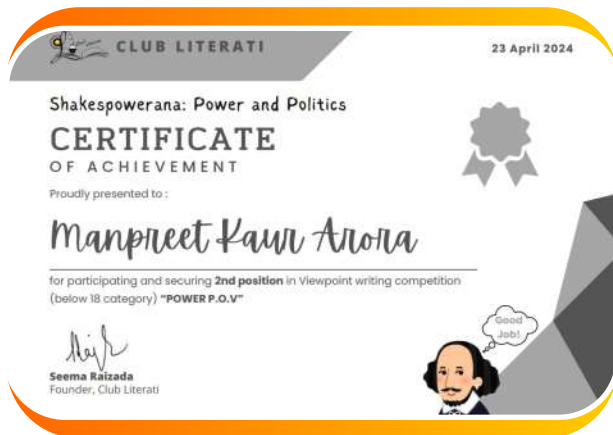 CLUB LITERATI
23 April 2024
Shakespowerana: Power and Politics
CERTIFICATE
OF ACHIEVEMENT
Proudly presented to :
Manpreet Kaur Arora
for participating and securing 2nd position in Viewpoint writing competition
(below 18 category) “POWER P.O.V”
Good
Job!
Seema Raizada
Founder, Club Literati